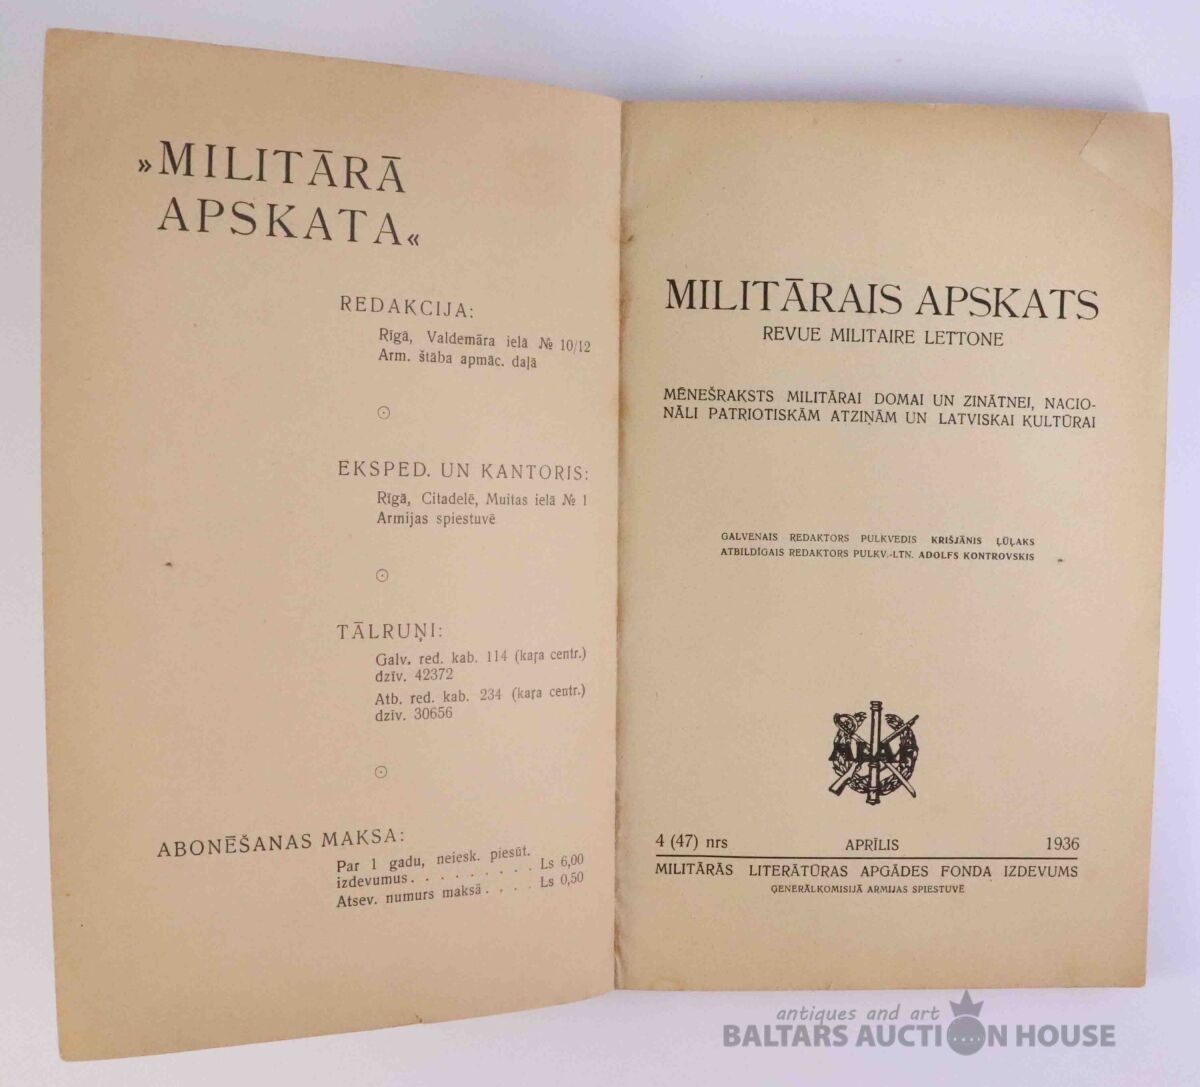 »MILITĀRĀ
APSKATA«
REDAKCIJA:
Rīgā, Valdemāra ielā № 10/12
Arm. štāba apmāc. daļā
EKSPED. UN KANTORIS:
Rīgā, Citadelē, Muitas ielā № 1
Armijas spiestuvē
TĀLRUŅI:
Galv. red. kab. 114 (kaŗa centr.)
dzīv. 42372
Atb. red. kab. 234 (kaŗa centr.)
dzīv. 30656
ABONĒŠANAS MAKSA:
Par 1 gadu, neiesk. piesūt.
izdevumus. . . . . . . . . . Ls 6,00
Atsev. numurs maksā . . . . Ls 0,50
MILITĀRAIS APSKATS
REVUE MILITAIRE LETTONE
MĒNEŠRAKSTS MILITĀRAI DOMAI UN ZINĀTNEI, NACIO-
NĀLI PATRIOTISKĀM ATZIŅĀM UN LATVISKAI KULTŪRAI
GALVENAIS REDAKTORS PULKVEDIS KRIŠJĀNIS ĻŪĻAKS
ATBILDĪGAIS REDAKTORS PULKV.-LTN. ADOLFS KONTROVSKIS
MLAF
4 (47) nrs APRĪLIS 1936
MILITĀRĀS LITERĀTŪRAS APGĀDES FONDA IZDEVUMS
ĢENERĀLKOMISIJĀ ARMIJAS SPIESTUVĒ
antiques and art
BALTARS AUCTION HOUSE